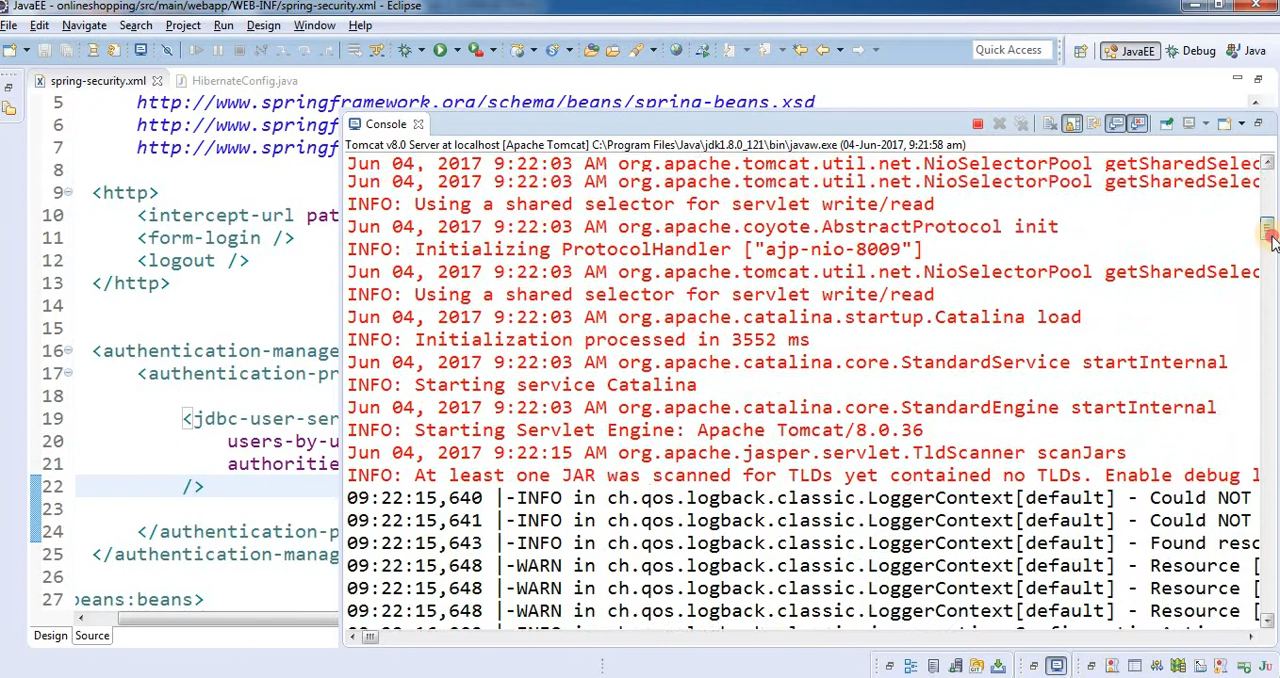 JavaEE - onlineshopping/src/main/webapp/WEB-INF/spring-security.xml - Eclipse
File Edit Navigate Search Project Run Design Window Help
Quick Access JavaEE Debug Java
spring-security.xml HibernateConfig.java
5 http://www.springframework.org/schema/beans/spring-beans.xsd
6 http://www.sp
7 http://www.sp
8
9 <http>
10 <intercept-url pat
11 <form-login />
12 <logout />
13 </http>
14
15
16 <authentication-manage
17 <authentication-pr
18
19 <jdbc-user-ser
20 users-by-u
21 authoritie
22 />
23
24 </authentication-p
25 </authentication-mana
26
27 beans:beans>
Design Source
Console
Tomcat v8.0 Server at localhost [Apache Tomcat] C:\Program Files\Java\jdk1.8.0_121\bin\javaw.exe (04-Jun-2017, 9:21:58 am)
Jun 04, 2017 9:22:03 AM org.apache.tomcat.util.net.NioSelectorPool getSharedSelec
Jun 04, 2017 9:22:03 AM org.apache.tomcat.util.net.NioSelectorPool getSharedSelec
INFO: Using a shared selector for servlet write/read
Jun 04, 2017 9:22:03 AM org.apache.coyote.AbstractProtocol init
INFO: Initializing ProtocolHandler ["ajp-nio-8009"]
Jun 04, 2017 9:22:03 AM org.apache.tomcat.util.net.NioSelectorPool getSharedSelec
INFO: Using a shared selector for servlet write/read
Jun 04, 2017 9:22:03 AM org.apache.catalina.startup.Catalina load
INFO: Initialization processed in 3552 ms
Jun 04, 2017 9:22:03 AM org.apache.catalina.core.StandardService startInternal
INFO: Starting service Catalina
Jun 04, 2017 9:22:03 AM org.apache.catalina.core.StandardEngine startInternal
INFO: Starting Servlet Engine: Apache Tomcat/8.0.36
Jun 04, 2017 9:22:15 AM org.apache.jasper.servlet.TldScanner scanJars
INFO: At least one JAR was scanned for TLDs yet contained no TLDs. Enable debug l
09:22:15,640 |-INFO in ch.qos.logback.classic.LoggerContext[default] - Could NOT
09:22:15,641 |-INFO in ch.qos.logback.classic.LoggerContext[default] - Could NOT
09:22:15,643 |-INFO in ch.qos.logback.classic.LoggerContext[default] - Found reso
09:22:15,648 |-WARN in ch.qos.logback.classic.LoggerContext[default] - Resource [
09:22:15,648 |-WARN in ch.qos.logback.classic.LoggerContext[default] - Resource [
09:22:15,648 |-WARN in ch.qos.logback.classic.LoggerContext[default] - Resource [